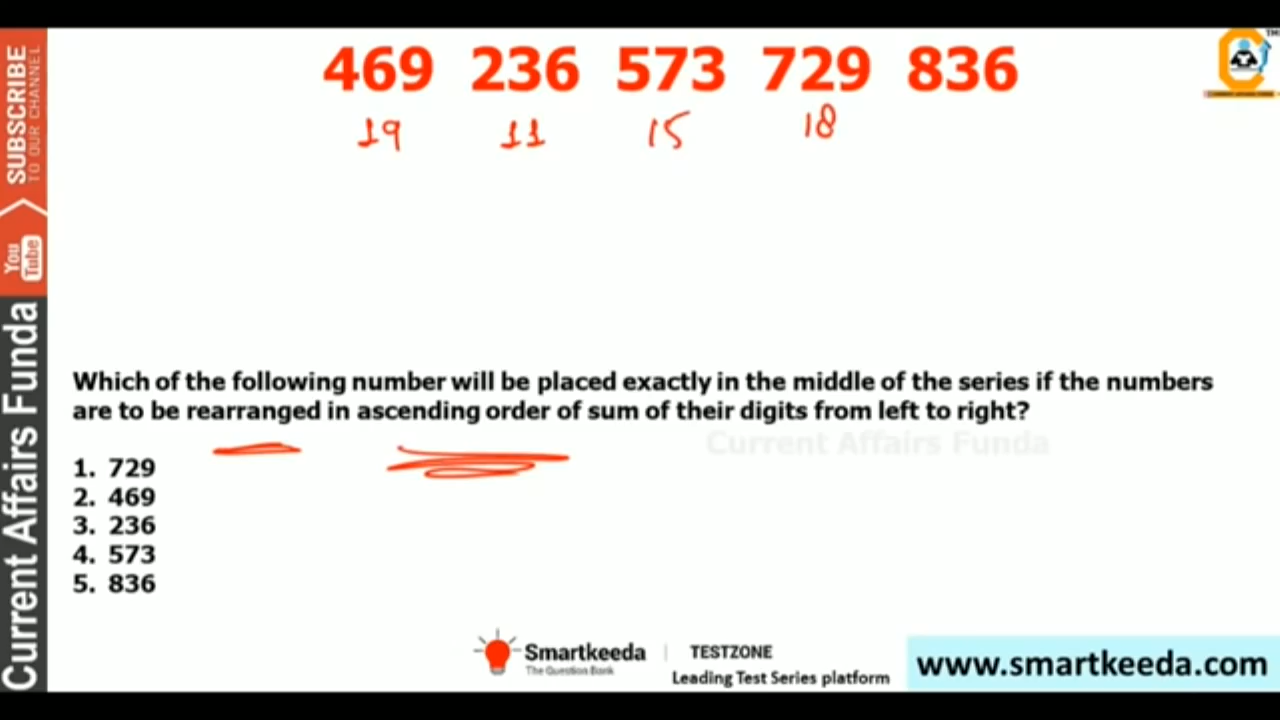 469 236 573 729 836
19 11 15 18
SUBSCRIBE
TO OUR CHANNEL
You
Tube
Current Affairs Funda
Which of the following number will be placed exactly in the middle of the series if the numbers
are to be rearranged in ascending order of sum of their digits from left to right?
Current Affairs Funda
1. 729
2. 469
3. 236
4. 573
5. 836
Smartkeeda
The Question Bank
TESTZONE
Leading Test Series platform
www.smartkeeda.com